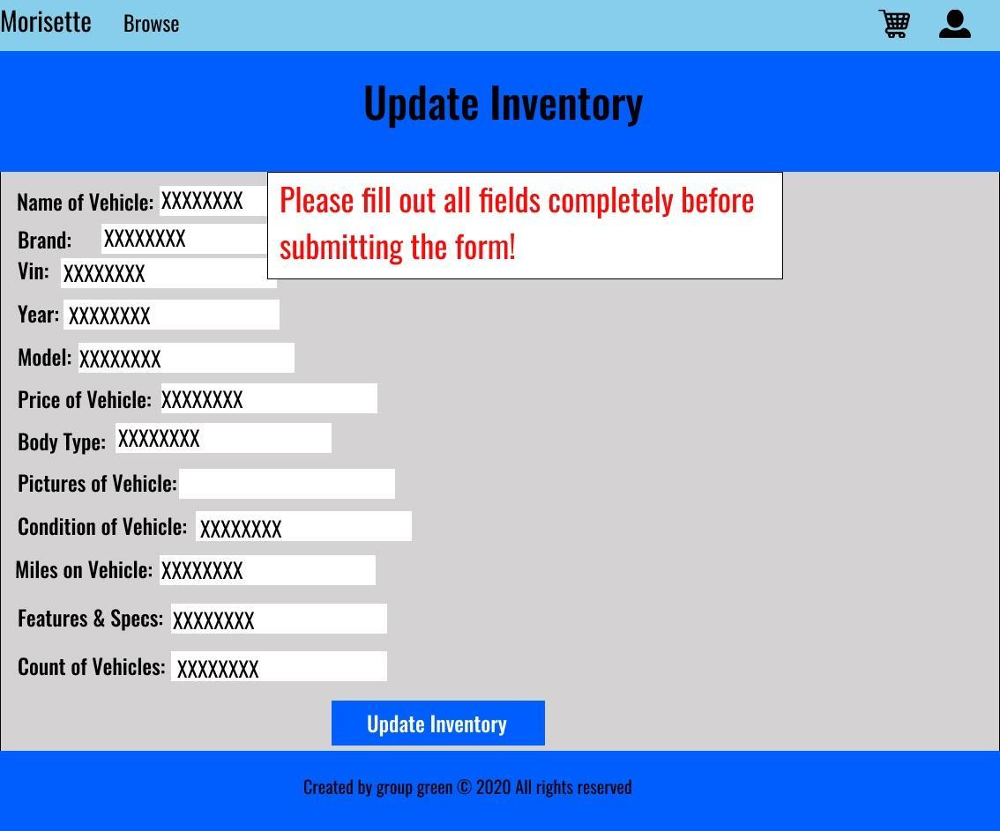 Morisette Browse
Update Inventory
Please fill out all fields completely before
submitting the form!
Name of Vehicle: XXXXXXXX
Brand: XXXXXXXX
Vin: XXXXXXXX
Year: XXXXXXXX
Model: XXXXXXXX
Price of Vehicle: XXXXXXXX
Body Type: XXXXXXXX
Pictures of Vehicle:
Condition of Vehicle: XXXXXXXX
Miles on Vehicle: XXXXXXXX
Features & Specs: XXXXXXXX
Count of Vehicles: XXXXXXXX
Update Inventory
Created by group green © 2020 All rights reserved